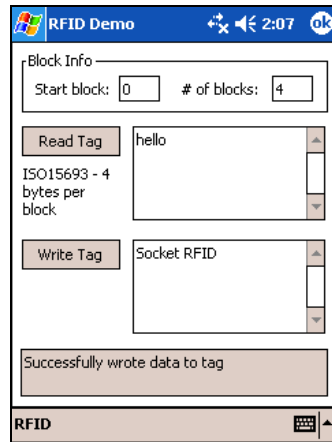 RFID Demo 2:07 ok
Block Info
Start block: 0 # of blocks: 4
Read Tag hello
ISO15693 - 4
bytes per
block
Write Tag Socket RFID
Successfully wrote data to tag
RFID